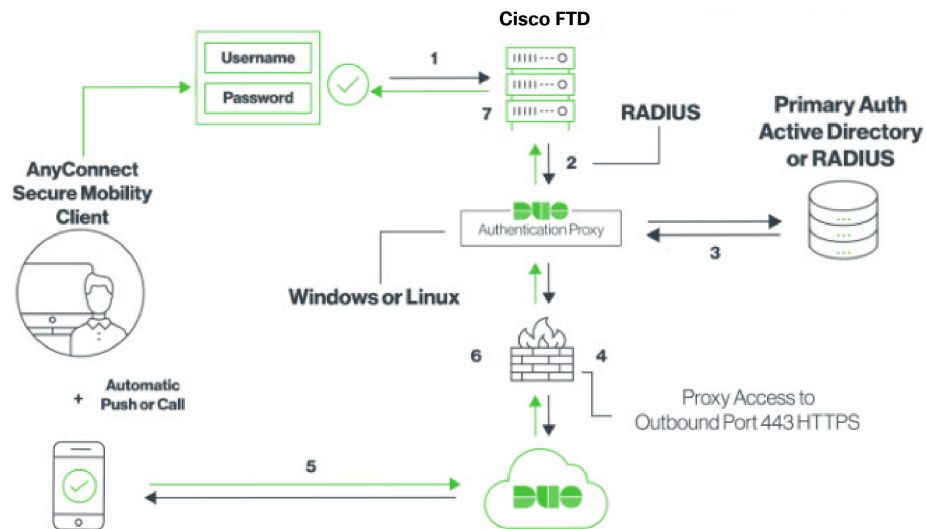 Cisco FTD
Username
Password
1
7
RADIUS
2
Primary Auth
Active Directory
or RADIUS
AnyConnect
Secure Mobility
Client
DUO
Authentication Proxy
3
Windows or Linux
6
4
Automatic
+ Push or Call
Proxy Access to
Outbound Port 443 HTTPS
5
DUO